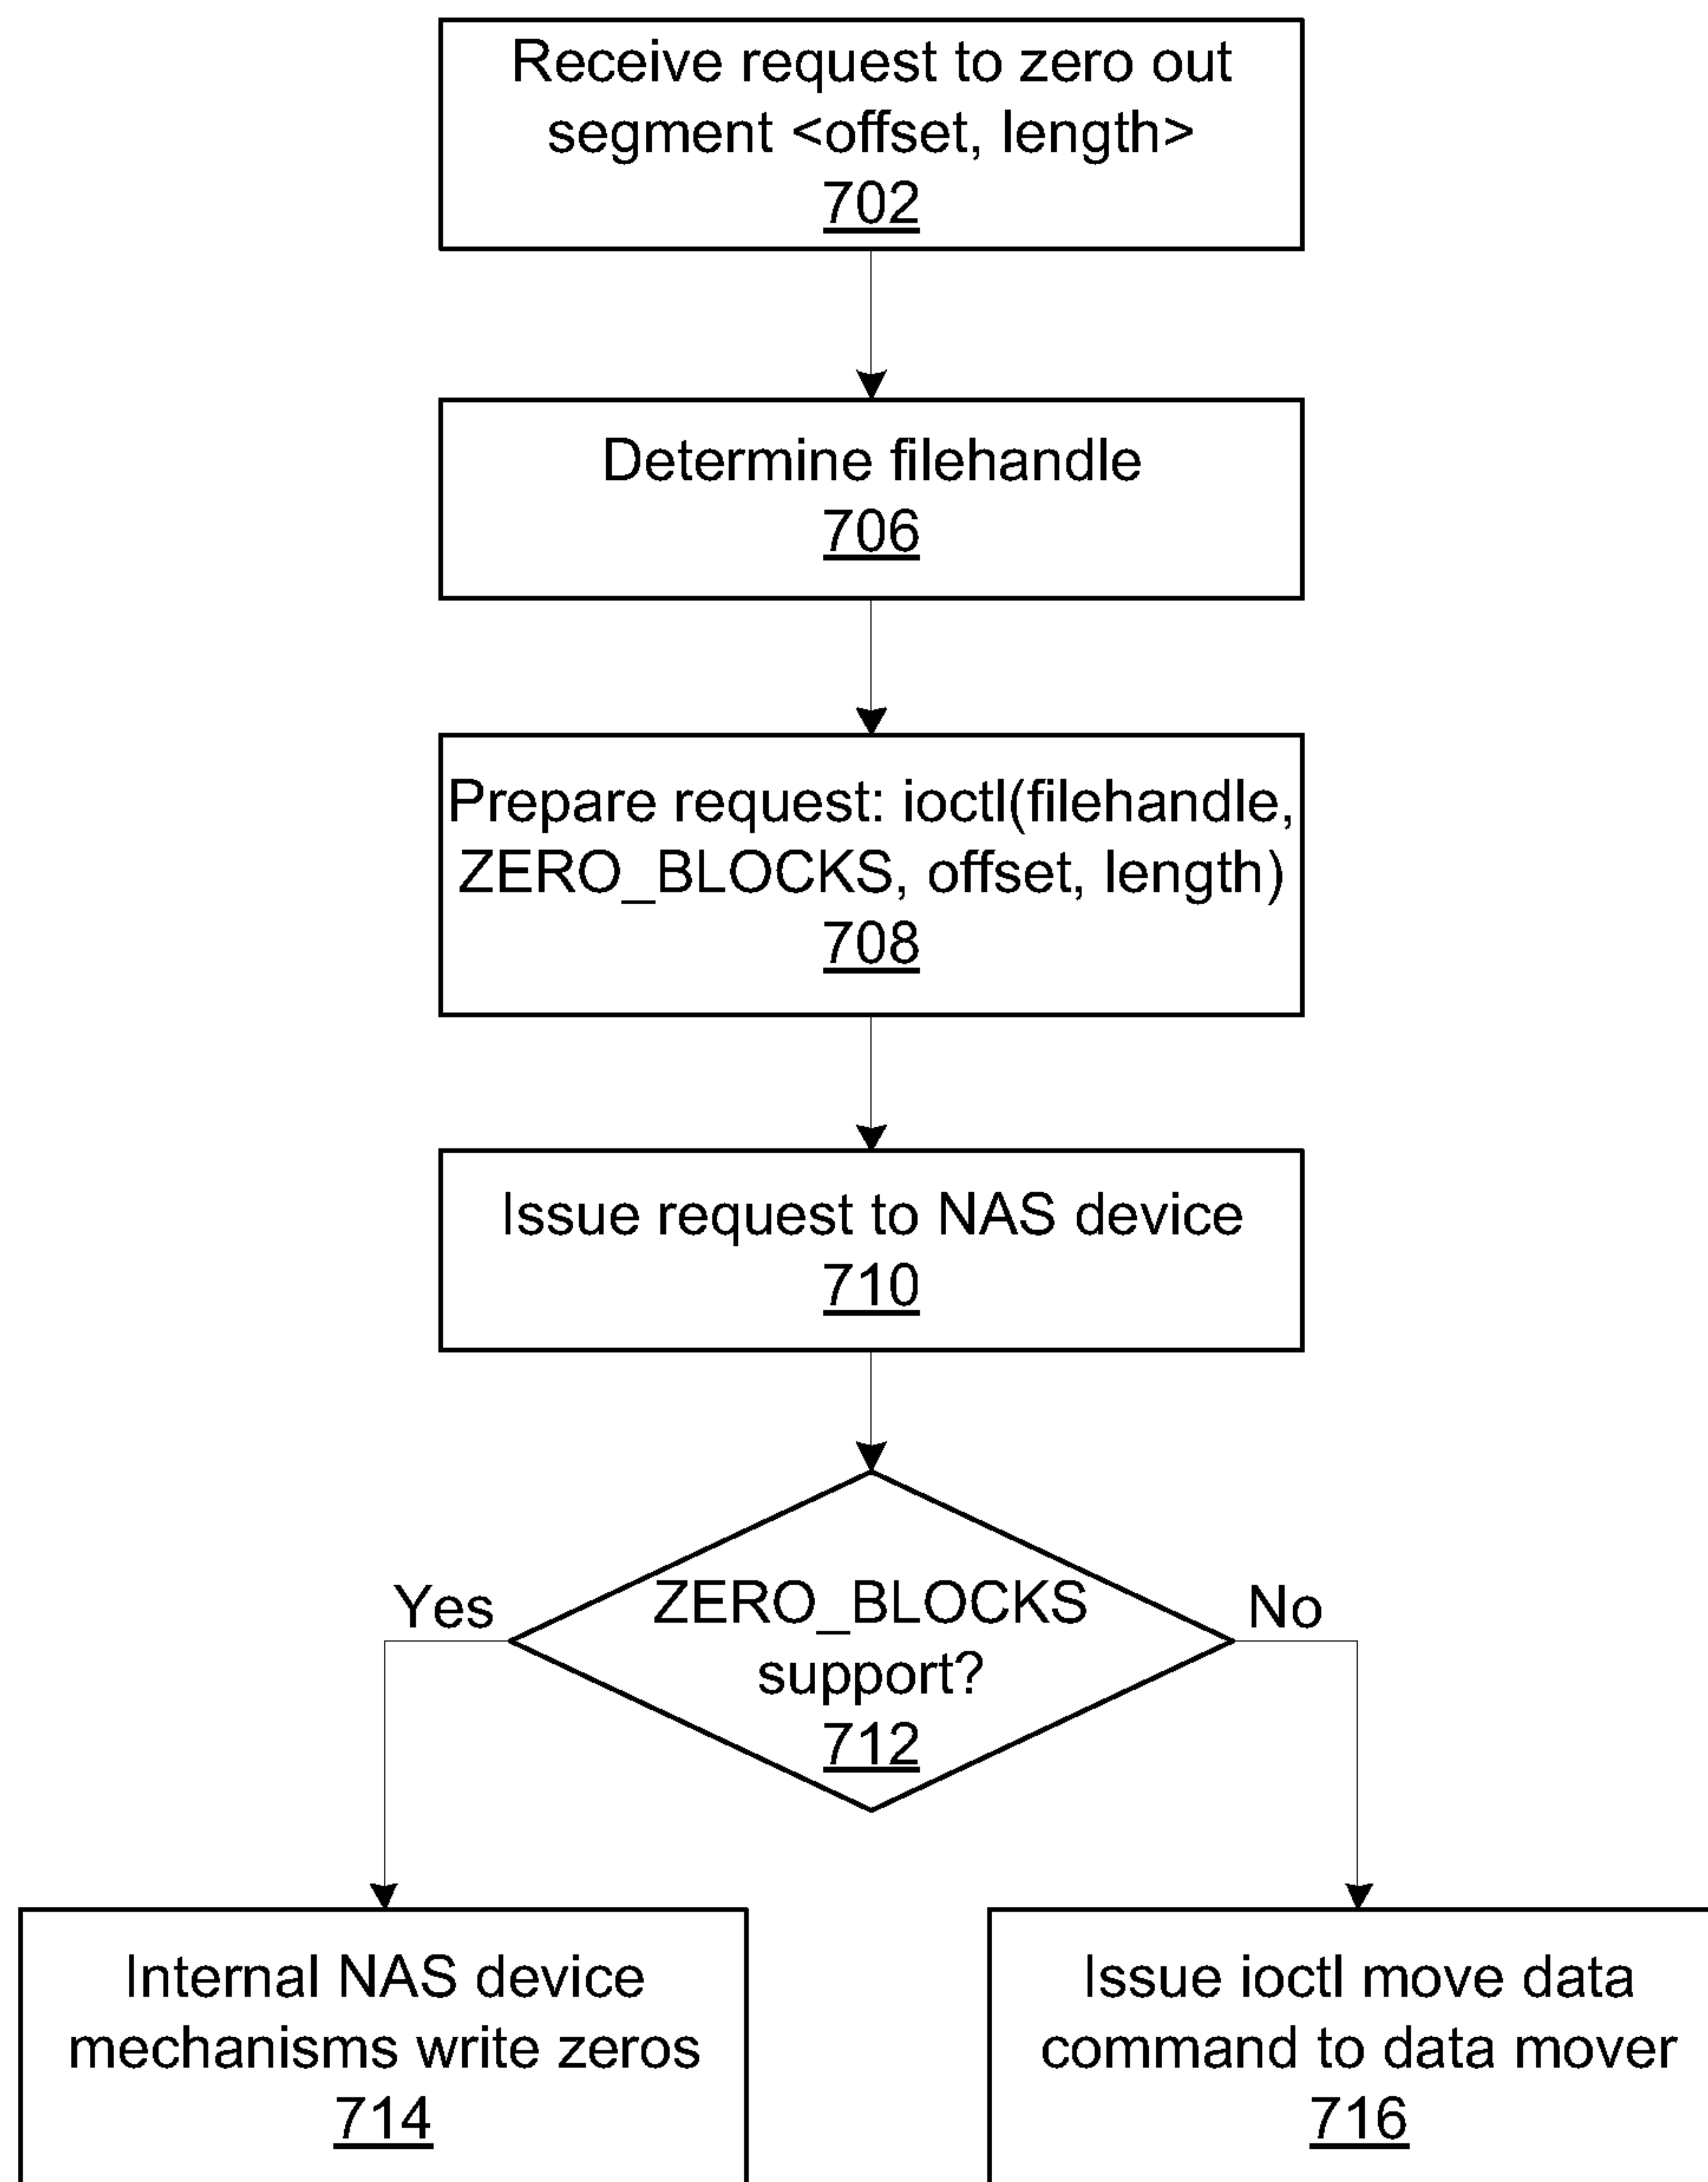 Receive request to zero out
segment <offset, length>
702
Determine filehandle
706
Prepare request: ioctl(filehandle,
ZERO_BLOCKS, offset, length)
708
Issue request to NAS device
710
Yes
ZERO_BLOCKS
support?
712
No
Internal NAS device
mechanisms write zeros
714
Issue ioctl move data
command to data mover
716